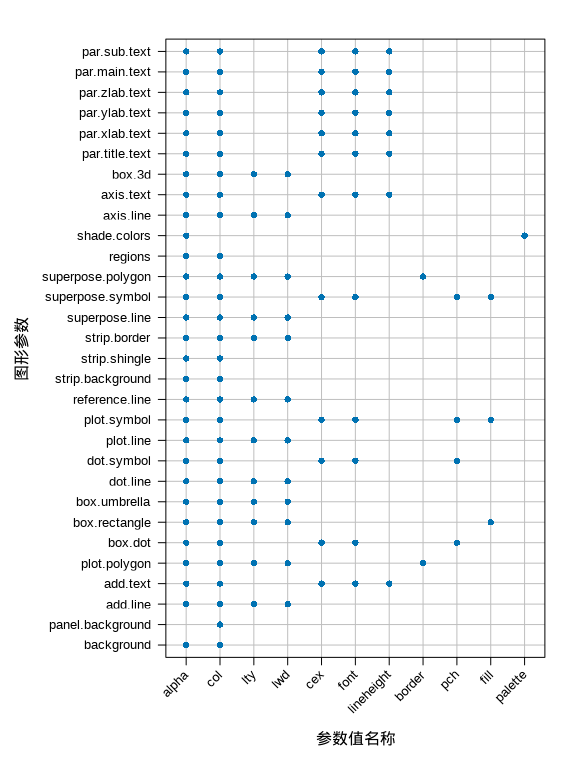 par.sub.text
par.main.text
par.zlab.text
par.ylab.text
par.xlab.text
par.title.text
box.3d
axis.text
axis.line
shade.colors
regions
superpose.polygon
superpose.symbol
superpose.line
strip.border
strip.shingle
strip.background
reference.line
plot.symbol
plot.line
dot.symbol
dot.line
box.umbrella
box.rectangle
box.dot
plot.polygon
add.text
add.line
panel.background
background
图形参数
alpha
col
lty
lwd
cex
font
lineheight
border
pch
fill
palette
参数值名称